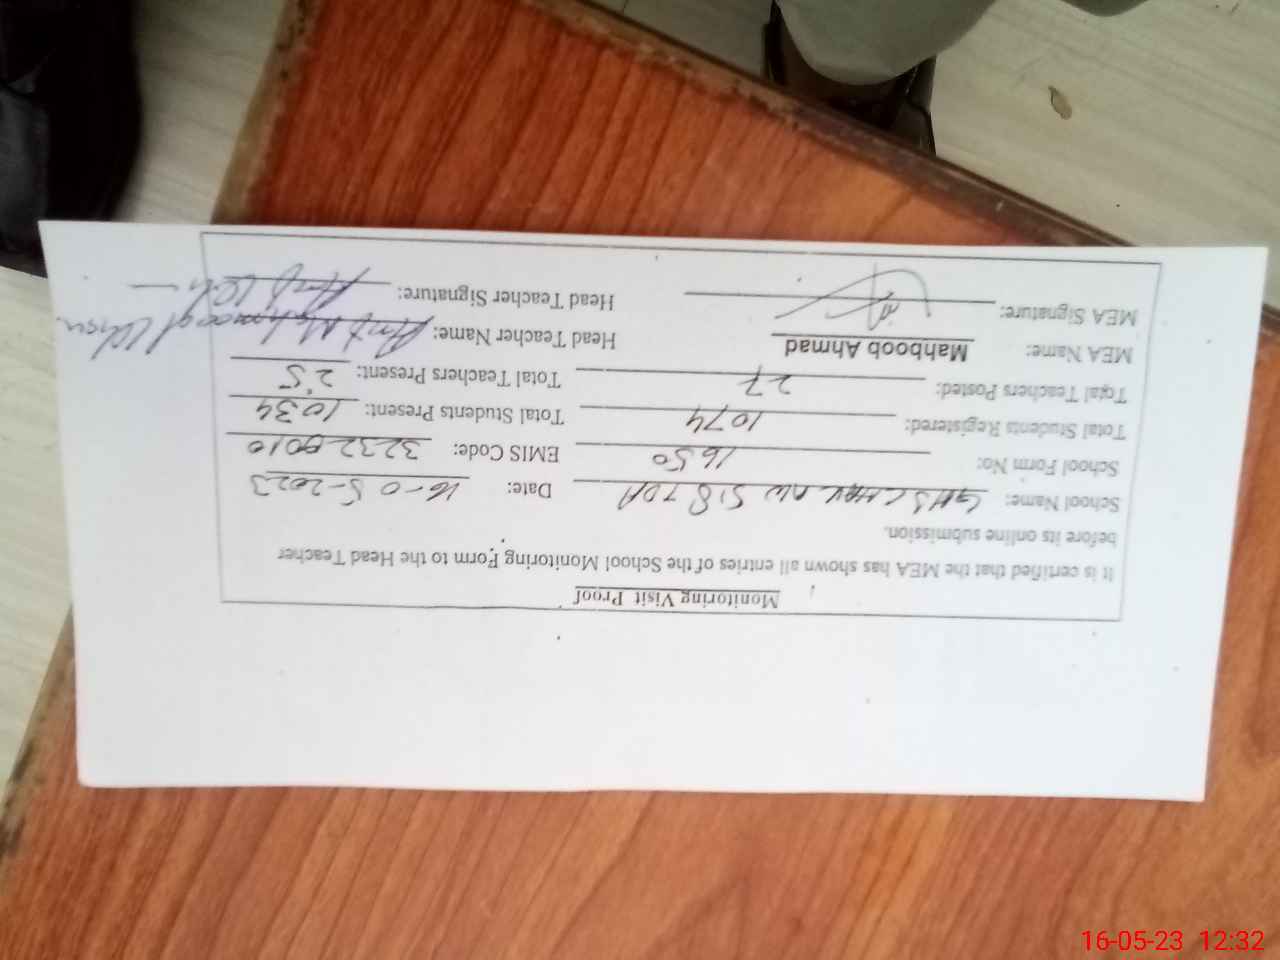 Monitoring Visit Proof
It is certified that the MEA has shown all entries of the School Monitoring Form to the Head Teacher
before its online submission.
School Name: GHS CHAK NO 518 TDA Date: 16-05-2023
School Form No: 1650 EMIS Code: 32320010
Total Students Registered: 1074 Total Students Present: 1034
Total Teachers Posted: 27 Total Teachers Present: 25
MEA Name: Mahboob Ahmad Head Teacher Name:
MEA Signature: Head Teacher Signature:
16-05-23 12:32